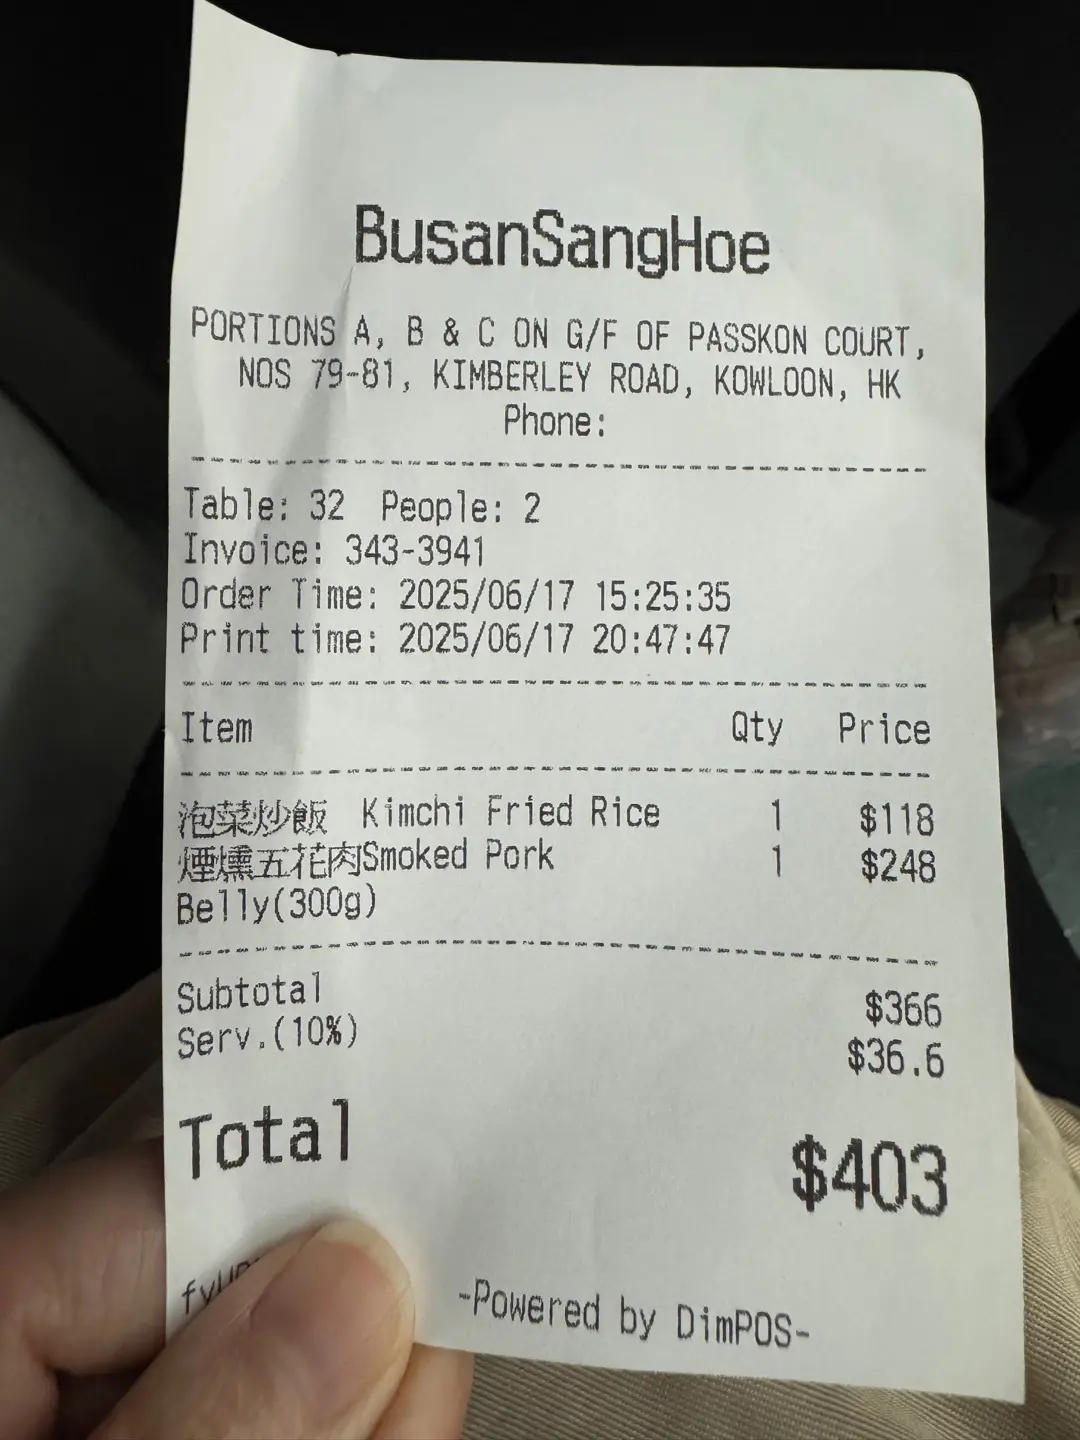 BusanSangHoe
PORTIONS A, B & C ON G/F OF PASSKON COURT,
NOS 79-81, KIMBERLEY ROAD, KOWLOON, HK
Phone:
Table: 32 People: 2
Invoice: 343-3941
Order Time: 2025/06/17 15:25:35
Print time: 2025/06/17 20:47:47
Item Qty Price
泡菜炒飯 Kimchi Fried Rice 1 $118
煙燻五花肉Smoked Pork 1 $248
Belly(300g)
Subtotal $366
Serv.(10%) $36.6
Total $403
-Powered by DimPOS-